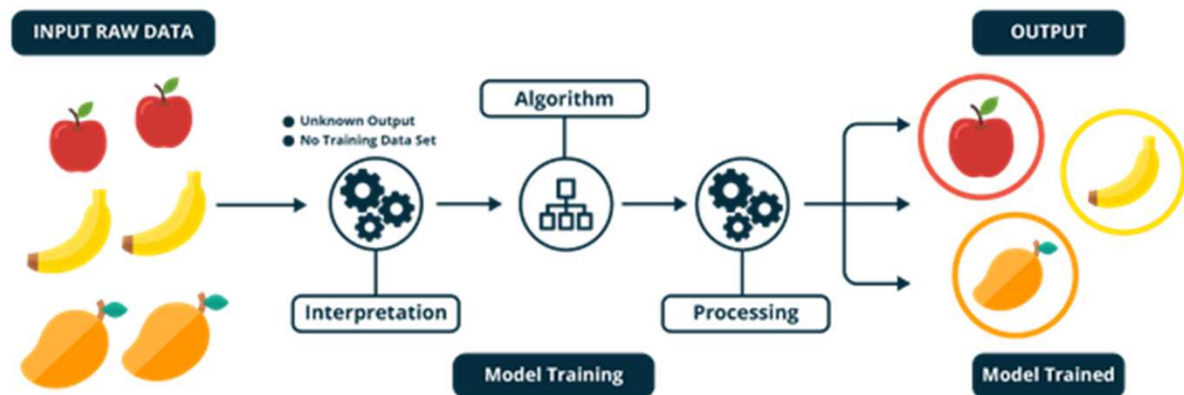 INPUT RAW DATA
OUTPUT
Algorithm
Unknown Output
No Training Data Set
Interpretation
Processing
Model Training
Model Trained